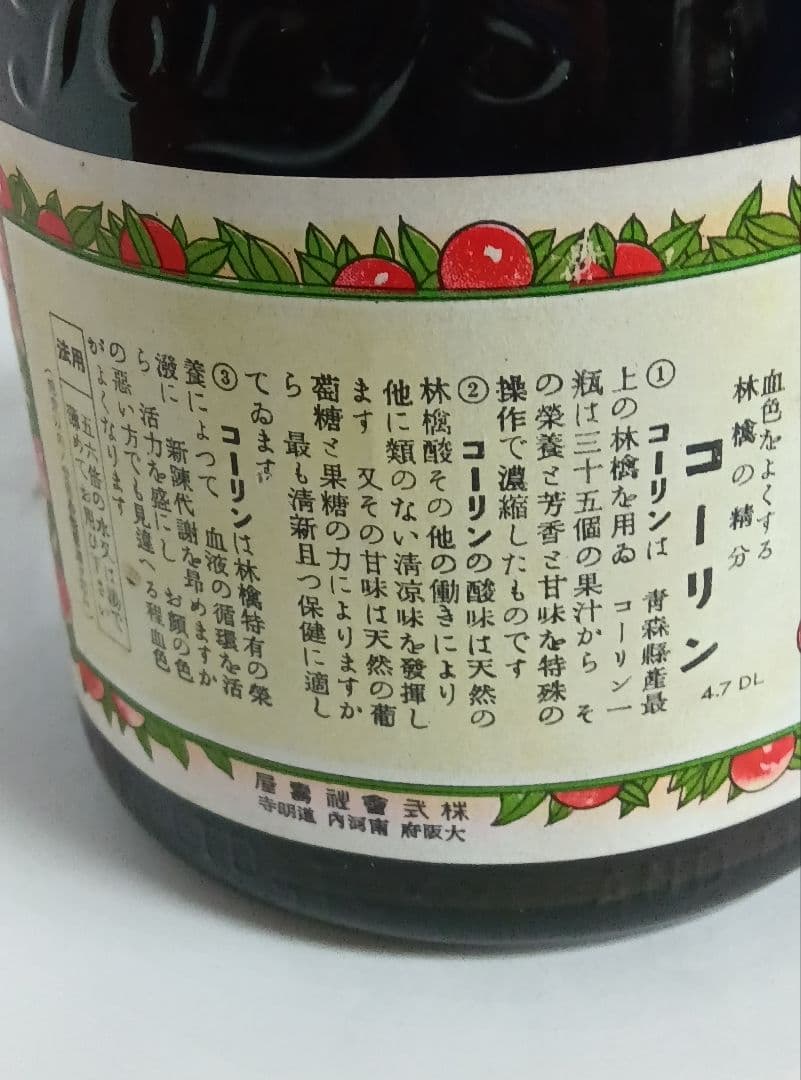 血色をよくする
林檎の精分
コーリン
4.7 DL
① コーリンは 青森縣産最
上の林檎を用ゐ コーリン一
瓶は三十五個の果汁から そ
の榮養と芳香と甘味を特殊の
操作で濃縮したものです
② コーリンの酸味は天然の
林檎酸その他の働きにより
他に類のない清凉味を發揮し
ます 又その甘味は天然の葡
萄糖と果糖の力によりますか
ら 最も清新且つ保健に適し
てゐます
③ コーリンは林檎特有の榮
養によつて 血液の循環を活
潑に 新陳代謝を昂めますか
ら 活力を盛にし お顔の色
の惡い方でも見違へる程血色
がよくなります
法用
五六倍の水又は湯で
薄めてお用ひ下さい
屋壽社會式株
寺明道 內河南 府阪大